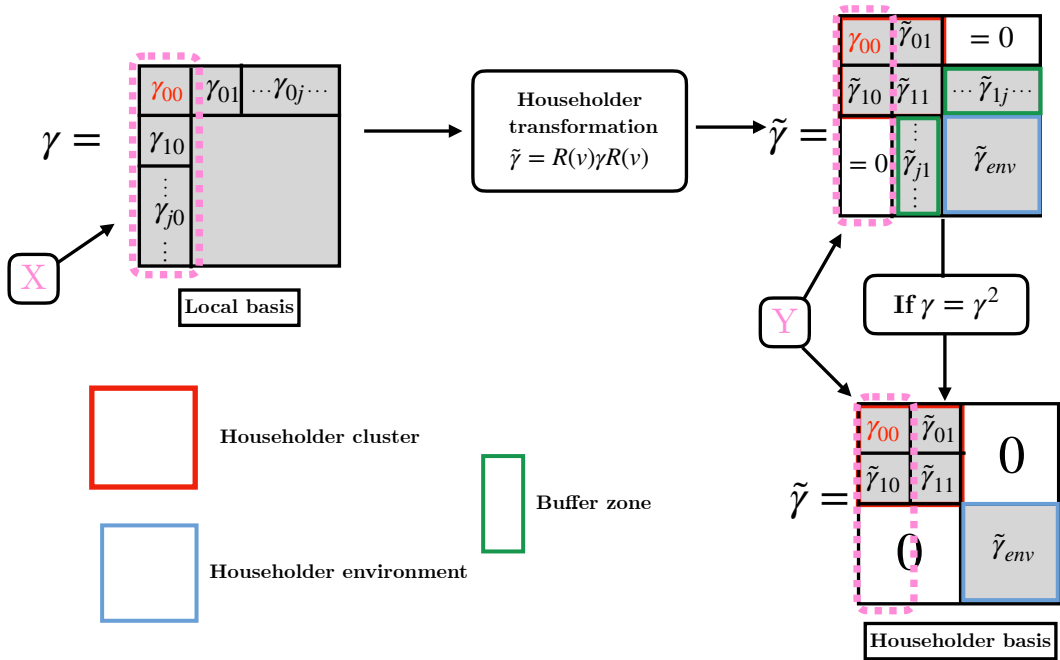 γ =
γ₀₀
γ₀₁
⋯γ₀ⱼ⋯
γ₁₀
⋮
γⱼ₀
⋮
X
Local basis
Householder
transformation
γ̃ = R(v)γR(v)
γ̃ =
γ₀₀
γ̃₀₁
= 0
γ̃₁₀
γ̃₁₁
⋯γ̃₁ⱼ⋯
= 0
⋮
γ̃ⱼ₁
⋮
γ̃ₑₙᵥ
Y
If γ = γ²
γ̃ =
γ₀₀
γ̃₀₁
0
γ̃₁₀
γ̃₁₁
0
γ̃ₑₙᵥ
Householder basis
Householder cluster
Buffer zone
Householder environment